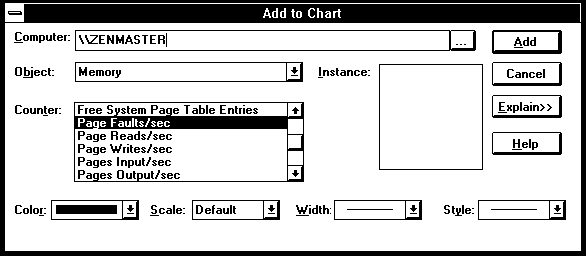 Add to Chart
Computer: \\ZENMASTER ... Add
Object: Memory Instance: Cancel
Counter: Free System Page Table Entries Explain>>
Page Faults/sec
Page Reads/sec
Page Writes/sec Help
Pages Input/sec
Pages Output/sec
Color: Scale: Default Width: Style: